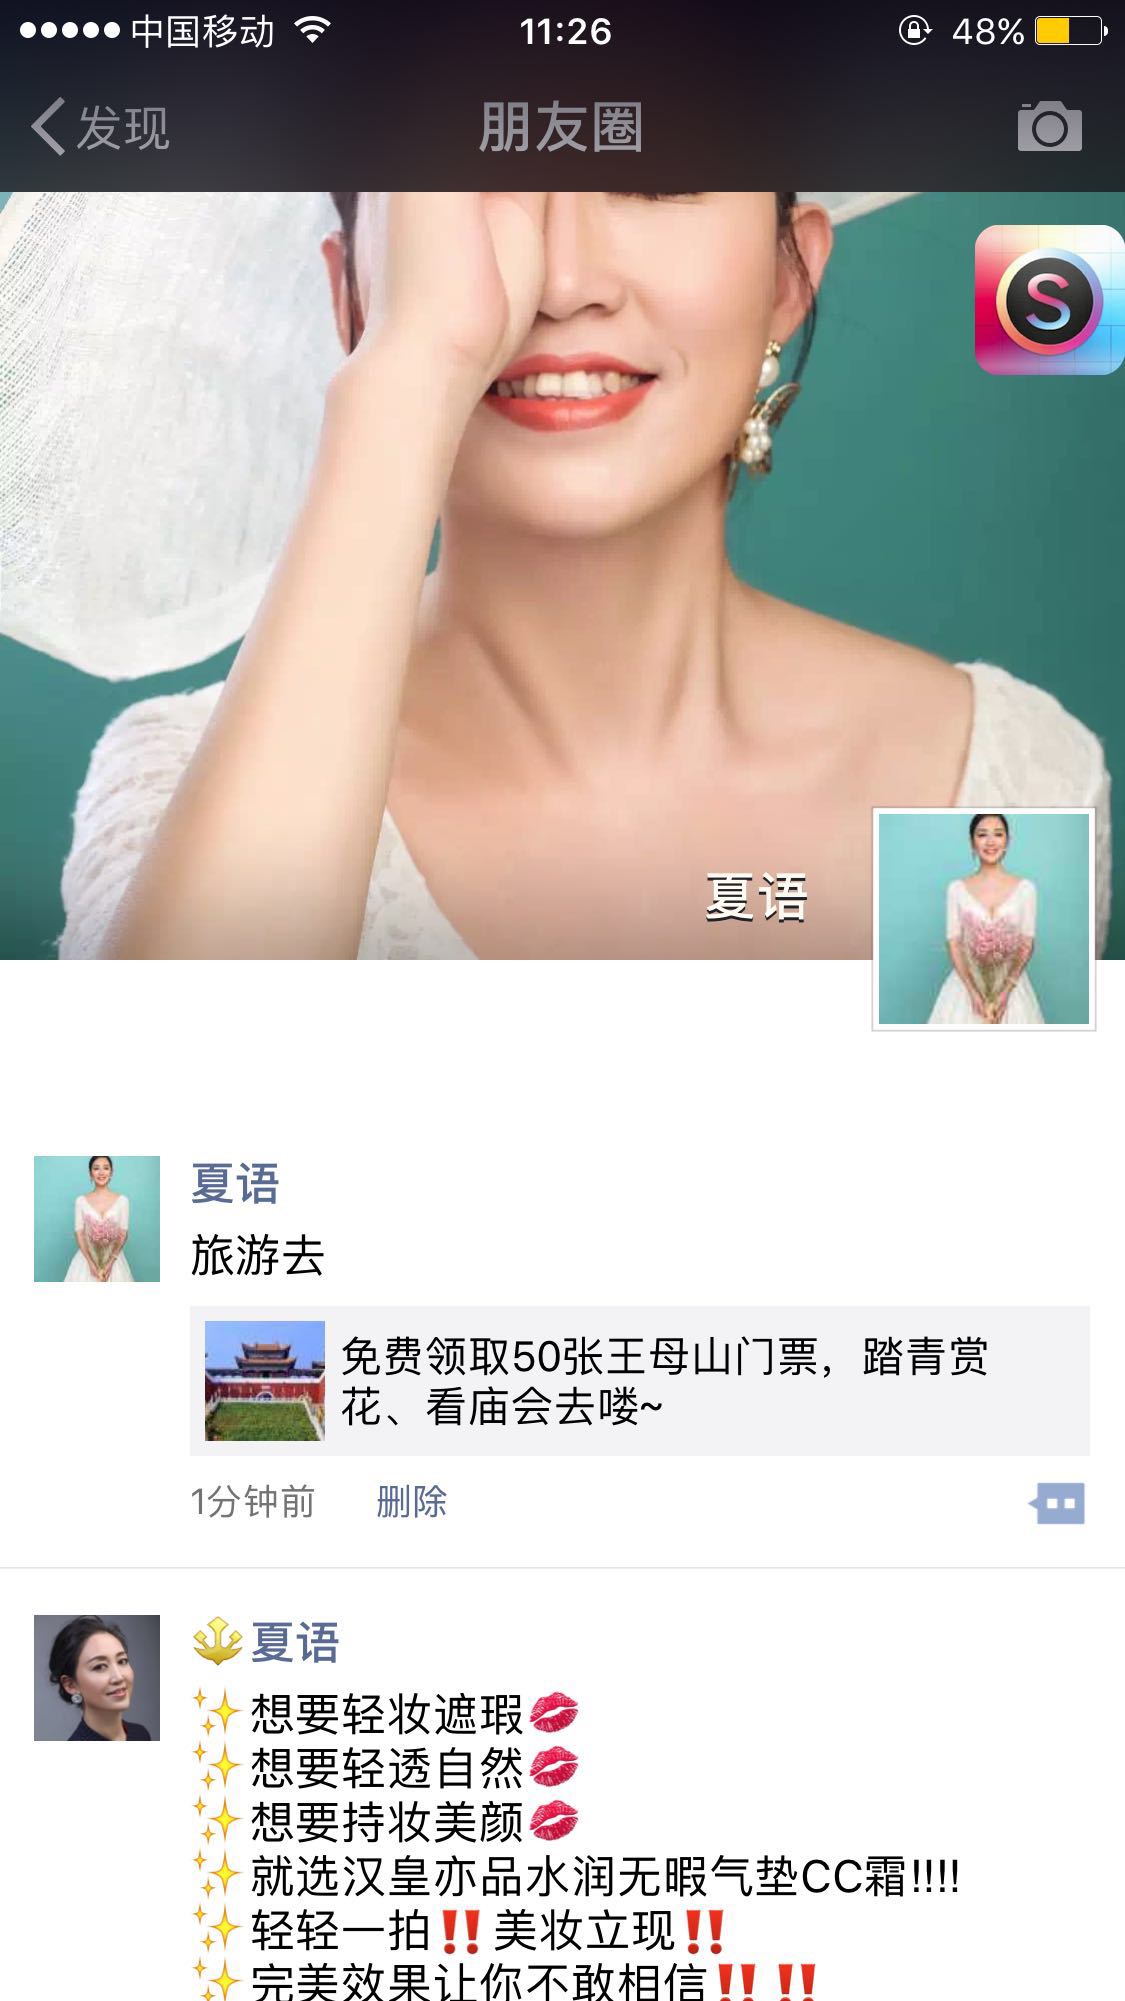 中国移动 11:26 48%
发现 朋友圈
S
夏语
夏语
旅游去
免费领取50张王母山门票，踏青赏
花、看庙会去喽~
1分钟前 删除
夏语
✨想要轻妆遮瑕💋
✨想要轻透自然💋
✨想要持妆美颜💋
✨就选汉皇亦品水润无暇气垫CC霜!!!!
✨轻轻一拍‼️美妆立现‼️
✨完美效果让你不敢相信‼️‼️